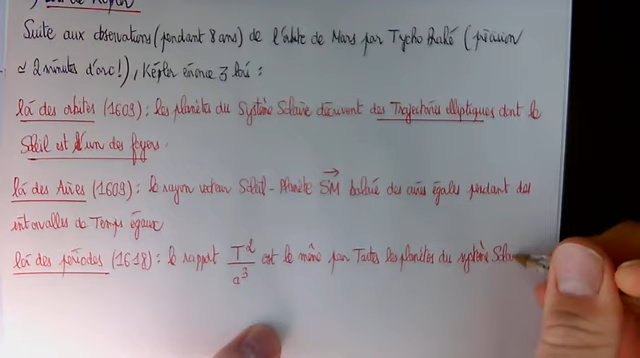 Loi de Kepler
Suite aux observations (pendant 8 ans) de l'orbite de Mars par Tycho Brahé (précision
≃ 2 minutes d'arc!), Képler énonce 3 lois :
loi des orbites (1609) : les planètes du Système Solaire décrivent des Trajectoires elliptiques dont le
Soleil est l'un des foyers.
loi des Aires (1609) : le rayon vecteur Soleil-Planète SM balaie des aires égales pendant des
intervalles de Temps égaux
loi des périodes (1618) : le rapport T²/a³ est le même pour Toutes les planètes du système Solaire